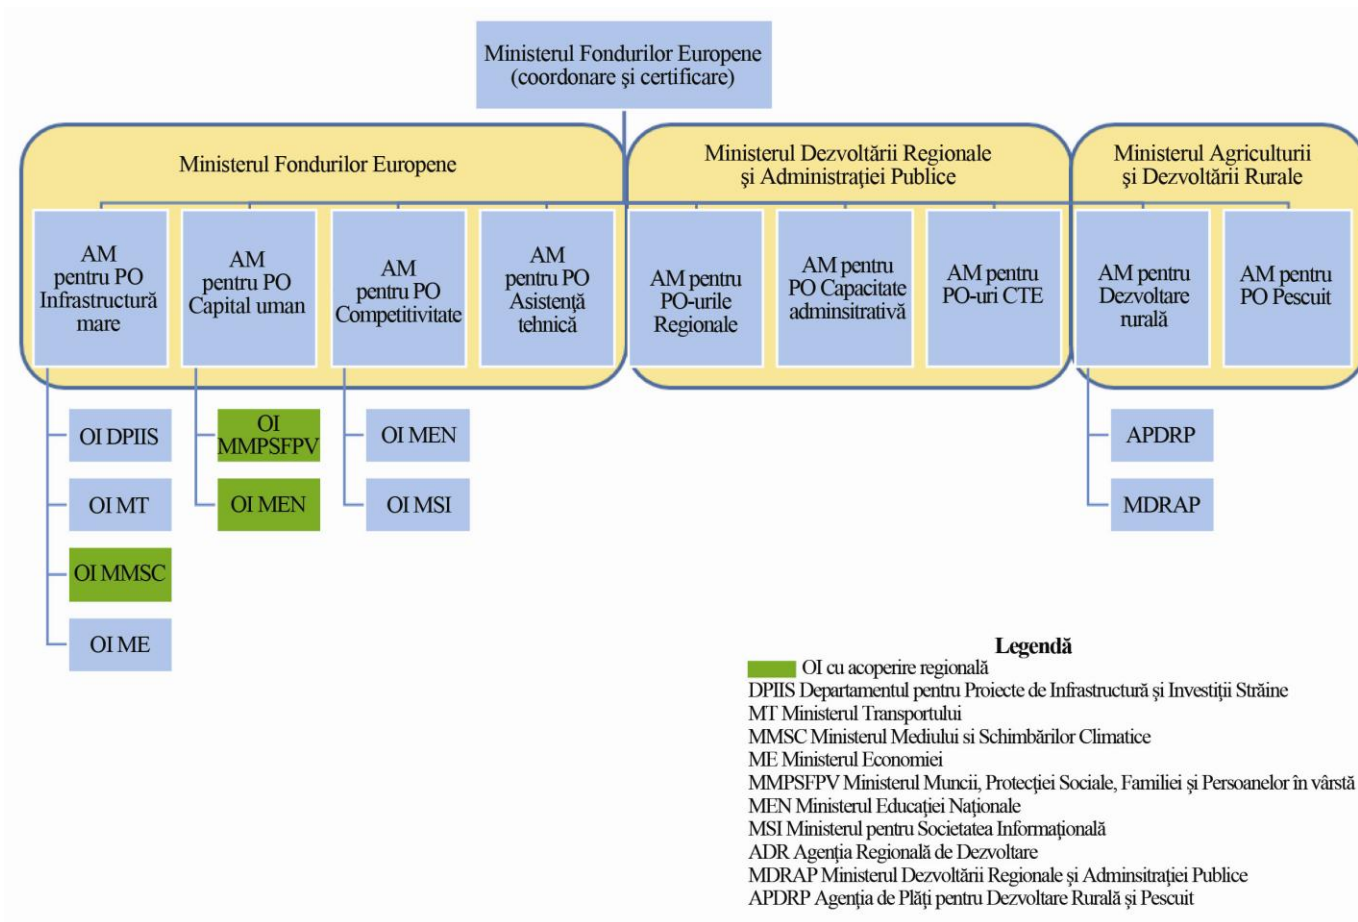 Ministerul Fondurilor Europene
(coordonare şi certificare)
Ministerul Fondurilor Europene
Ministerul Dezvoltării Regionale
şi Administraţiei Publice
Ministerul Agriculturii
şi Dezvoltării Rurale
AM
pentru PO
Infrastructură
mare
AM
pentru PO
Capital uman
AM
pentru PO
Competitivitate
AM
pentru PO
Asistenţă
tehnică
AM pentru
PO-urile
Regionale
AM pentru
PO Capacitate
adminsitrativă
AM pentru
PO-uri CTE
AM pentru
Dezvoltare
rurală
AM pentru
PO Pescuit
OI DPIIS
OI MT
OI MMSC
OI ME
OI
MMPSFPV
OI MEN
OI MEN
OI MSI
APDRP
MDRAP
Legendă
OI cu acoperire regională
DPIIS Departamentul pentru Proiecte de Infrastructură şi Investiţii Străine
MT Ministerul Transportului
MMSC Ministerul Mediului si Schimbărilor Climatice
ME Ministerul Economiei
MMPSFPV Ministerul Muncii, Protecţiei Sociale, Familiei şi Persoanelor în vârstă
MEN Ministerul Educaţiei Naţionale
MSI Ministerul pentru Societatea Informaţională
ADR Agenţia Regională de Dezvoltare
MDRAP Ministerul Dezvoltării Regionale şi Adminsitraţiei Publice
APDRP Agenţia de Plăţi pentru Dezvoltare Rurală şi Pescuit